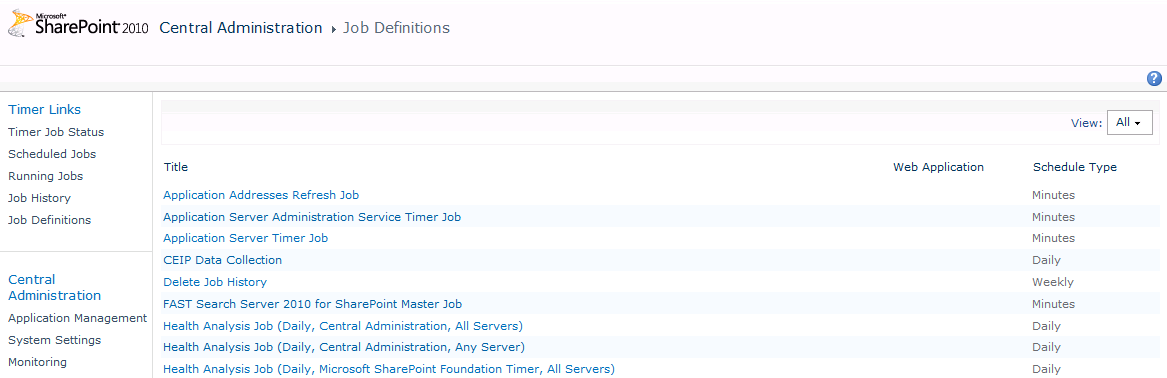 Microsoft®
SharePoint® 2010 Central Administration Job Definitions
?
Timer Links
Timer Job Status
Scheduled Jobs
Running Jobs
Job History
Job Definitions
Central
Administration
Application Management
System Settings
Monitoring
View: All
Title Web Application Schedule Type
Application Addresses Refresh Job Minutes
Application Server Administration Service Timer Job Minutes
Application Server Timer Job Minutes
CEIP Data Collection Daily
Delete Job History Weekly
FAST Search Server 2010 for SharePoint Master Job Minutes
Health Analysis Job (Daily, Central Administration, All Servers) Daily
Health Analysis Job (Daily, Central Administration, Any Server) Daily
Health Analysis Job (Daily, Microsoft SharePoint Foundation Timer, All Servers) Daily